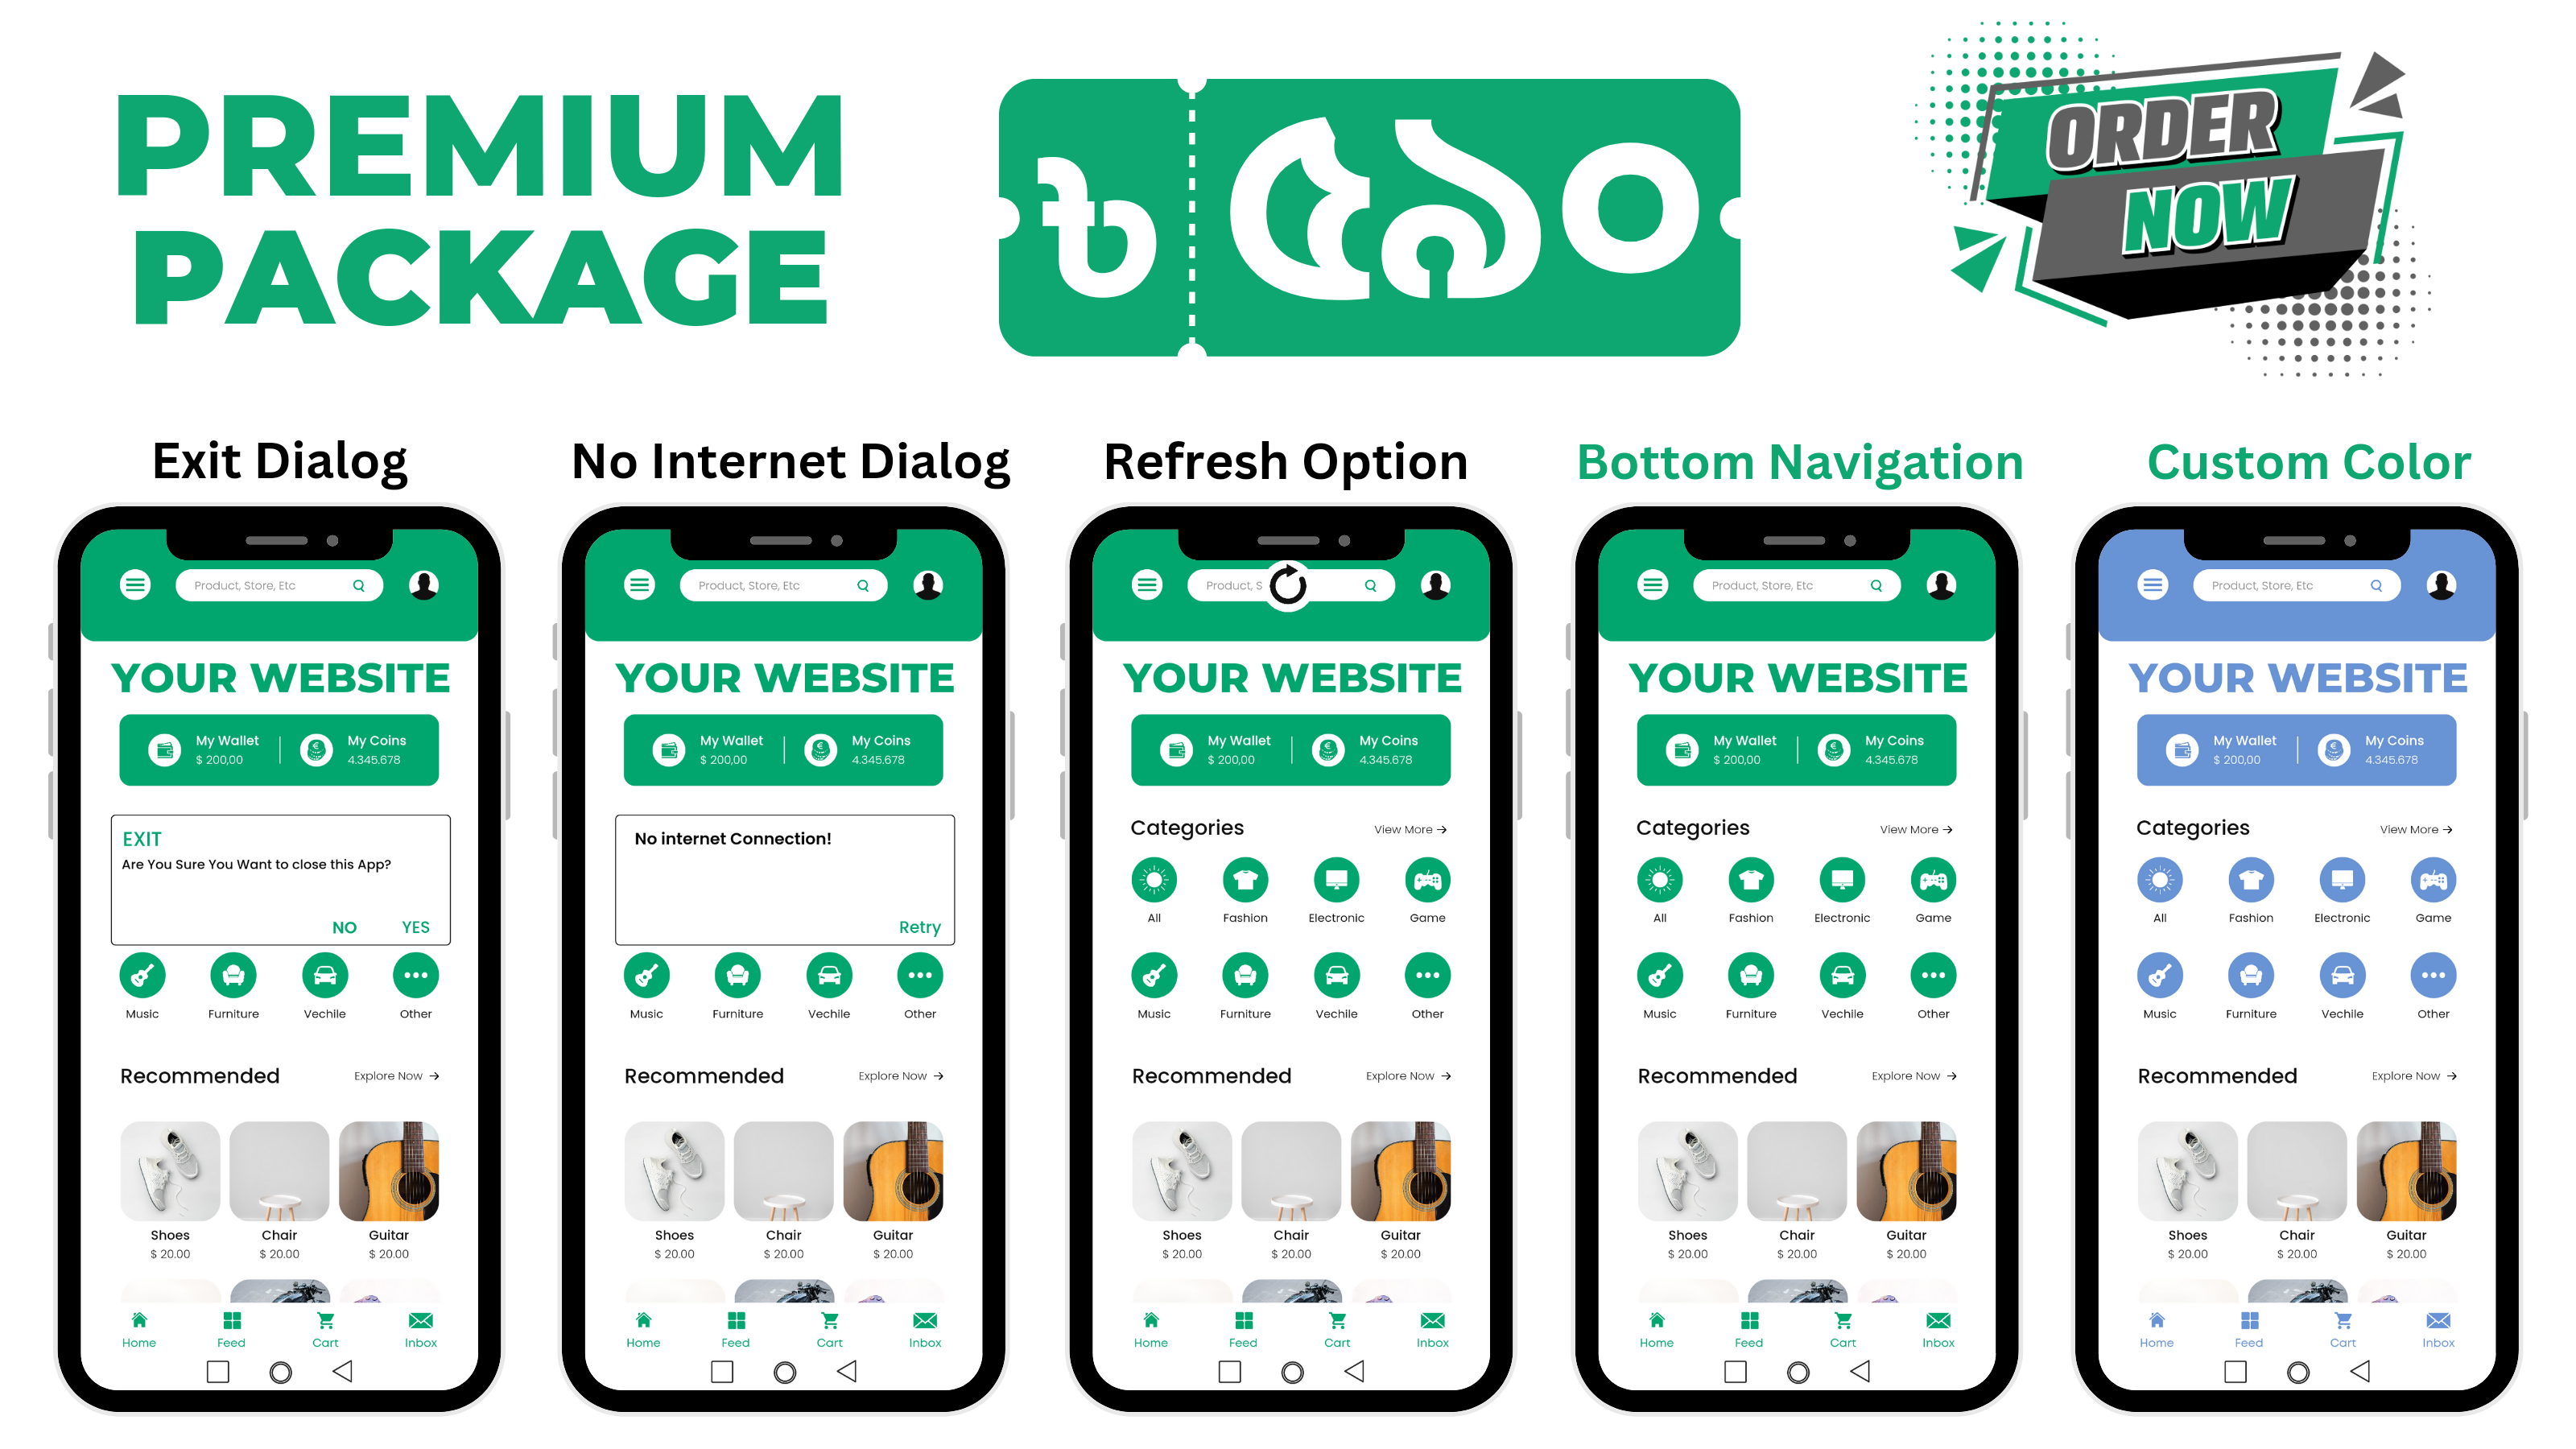 PREMIUM
PACKAGE
৳ ৫৯০
ORDER
NOW
Exit Dialog
Product, Store, Etc
YOUR WEBSITE
My Wallet
$ 200,00
My Coins
4.345.678
EXIT
Are You Sure You Want to close this App?
NO YES
Music Furniture Vechile Other
Recommended Explore Now →
Shoes Chair Guitar
$ 20.00 $ 20.00 $ 20.00
Home Feed Cart Inbox
No Internet Dialog
Product, Store, Etc
YOUR WEBSITE
My Wallet
$ 200,00
My Coins
4.345.678
No internet Connection!
Retry
Music Furniture Vechile Other
Recommended Explore Now →
Shoes Chair Guitar
$ 20.00 $ 20.00 $ 20.00
Home Feed Cart Inbox
Refresh Option
Product, S
YOUR WEBSITE
My Wallet
$ 200,00
My Coins
4.345.678
Categories View More →
All Fashion Electronic Game
Music Furniture Vechile Other
Recommended Explore Now →
Shoes Chair Guitar
$ 20.00 $ 20.00 $ 20.00
Home Feed Cart Inbox
Bottom Navigation
Product, Store, Etc
YOUR WEBSITE
My Wallet
$ 200,00
My Coins
4.345.678
Categories View More →
All Fashion Electronic Game
Music Furniture Vechile Other
Recommended Explore Now →
Shoes Chair Guitar
$ 20.00 $ 20.00 $ 20.00
Home Feed Cart Inbox
Custom Color
Product, Store, Etc
YOUR WEBSITE
My Wallet
$ 200,00
My Coins
4.345.678
Categories View More →
All Fashion Electronic Game
Music Furniture Vechile Other
Recommended Explore Now →
Shoes Chair Guitar
$ 20.00 $ 20.00 $ 20.00
Home Feed Cart Inbox